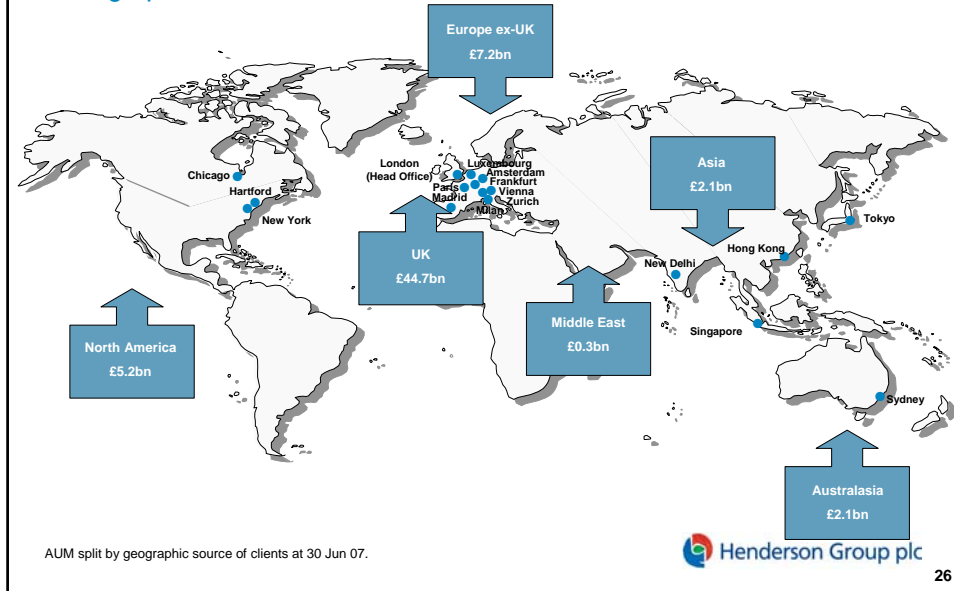 Europe ex-UK
£7.2bn
London
(Head Office)
Luxembourg
Amsterdam
Frankfurt
Paris
Vienna
Madrid
Zurich
Milan
Chicago
Hartford
New York
Asia
£2.1bn
Tokyo
Hong Kong
New Delhi
Singapore
UK
£44.7bn
Middle East
£0.3bn
North America
£5.2bn
Sydney
Australasia
£2.1bn
AUM split by geographic source of clients at 30 Jun 07.
Henderson Group plc
26